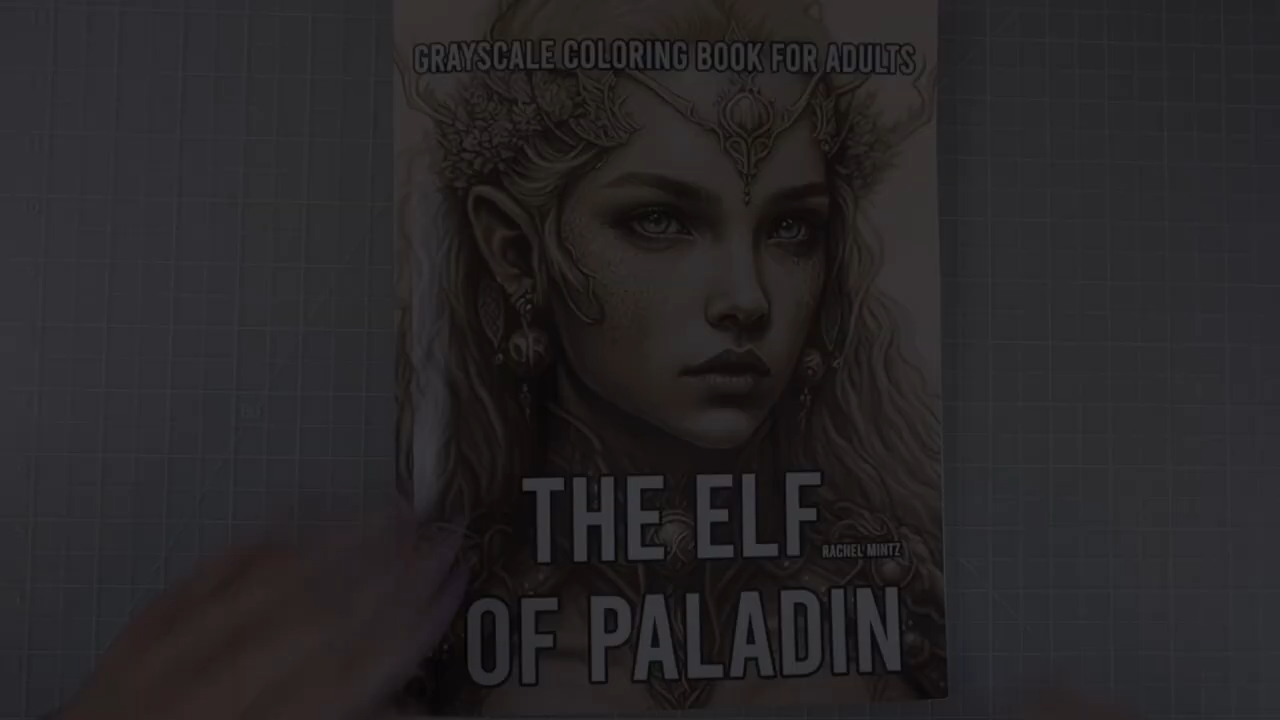 GRAYSCALE COLORING BOOK FOR ADULTS
THE ELF
RACHEL MINTZ
OF PALADIN